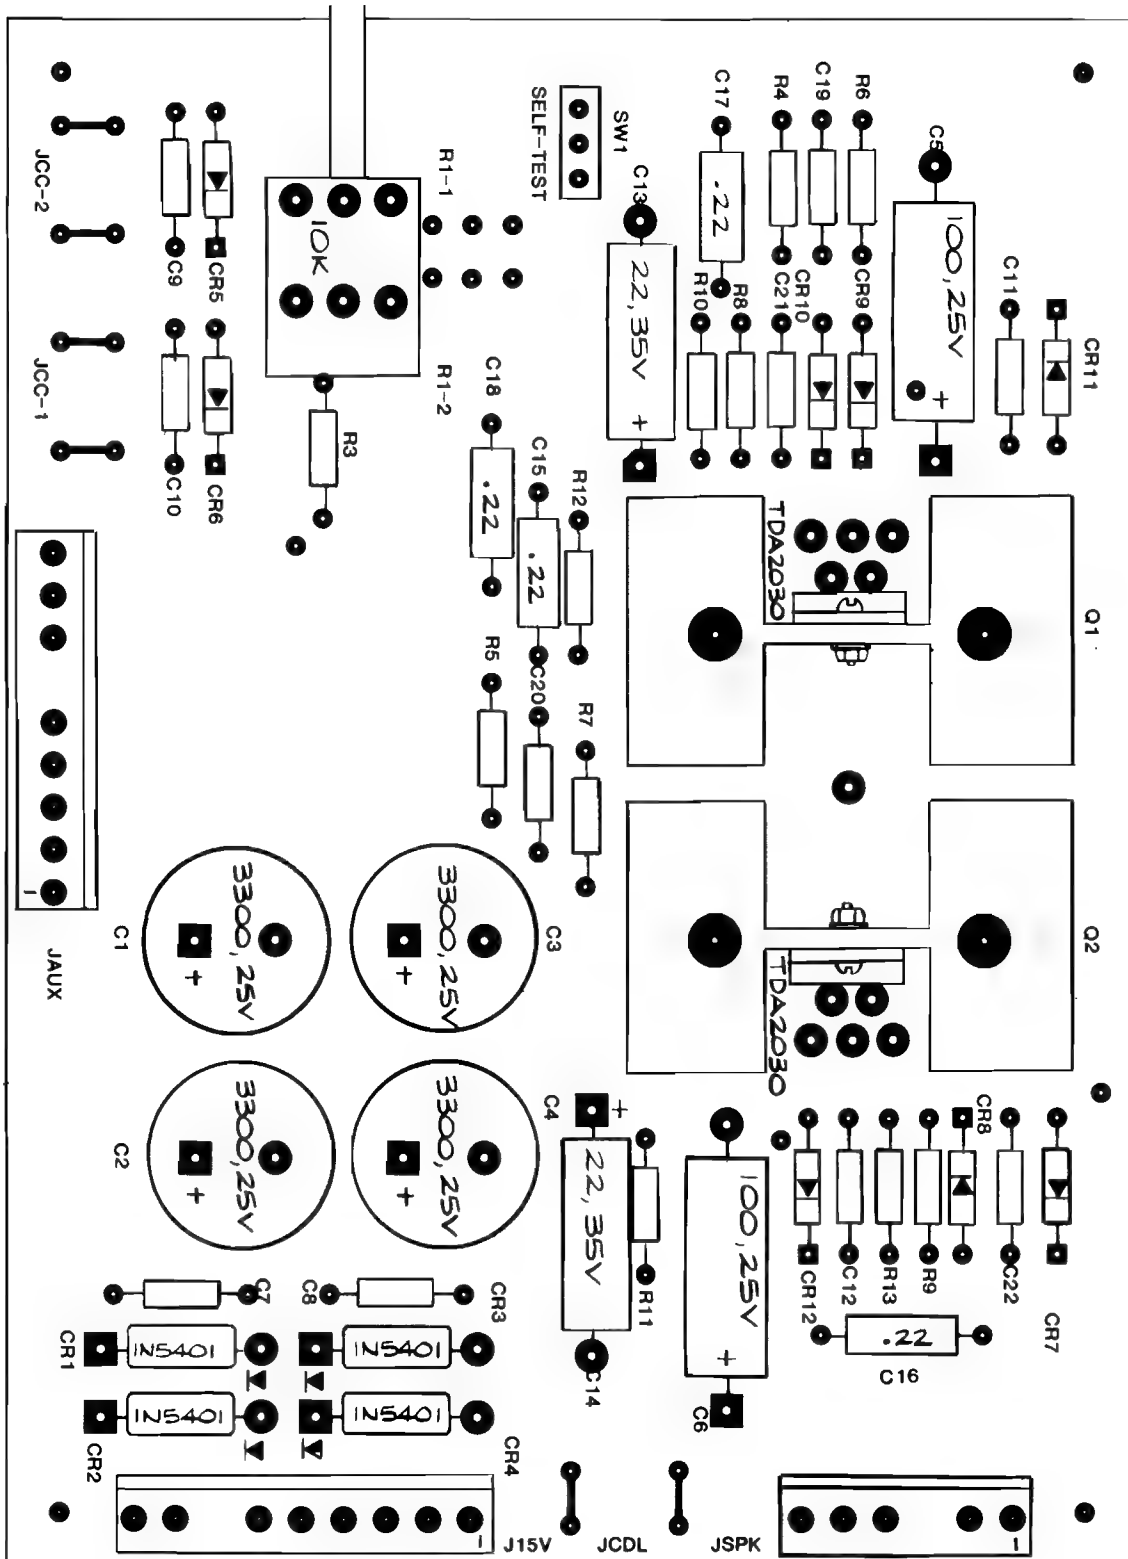 JCC-2
C9
CR5
10K
R1-1
SELF-TEST
SW1
C13
22,35V
+
C17
.22
R4
C19
R6
C5
100,25V
+
R10
R8
C21
CR10
CR9
C11
CR11
JCC-1
C10
CR6
R3
R1-2
C18
.22
C15
.22
R12
R5
C20
R7
TDA2030
Q1
TDA2030
Q2
JAUX
1
C1
3300,25V
+
C3
3300,25V
+
C2
3300,25V
+
C4
3300,25V
+
+
22,35V
C14
R11
100,25V
+
C6
CR8
CR12
C12
R13
R9
C22
CR7
.22
C16
C7
C8
CR3
CR1
1N5401
1N5401
CR2
1N5401
1N5401
CR4
1
J15V
JCDL
JSPK
1